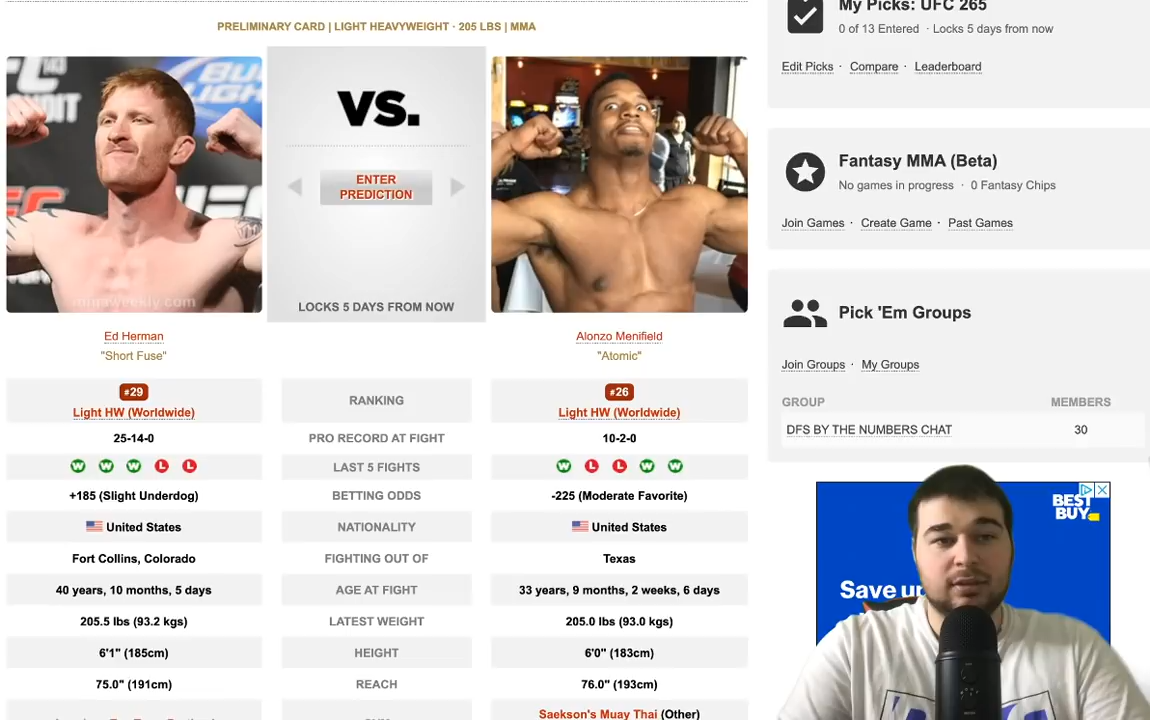 PRELIMINARY CARD | LIGHT HEAVYWEIGHT · 205 LBS | MMA
VS.
ENTER
PREDICTION
LOCKS 5 DAYS FROM NOW
mmaweekly.com
Ed Herman
"Short Fuse"
Alonzo Menifield
"Atomic"
#29
Light HW (Worldwide)
RANKING
#26
Light HW (Worldwide)
25-14-0
PRO RECORD AT FIGHT
10-2-0
W W W L L
LAST 5 FIGHTS
W L L W W
+185 (Slight Underdog)
BETTING ODDS
-225 (Moderate Favorite)
United States
NATIONALITY
United States
Fort Collins, Colorado
FIGHTING OUT OF
Texas
40 years, 10 months, 5 days
AGE AT FIGHT
33 years, 9 months, 2 weeks, 6 days
205.5 lbs (93.2 kgs)
LATEST WEIGHT
205.0 lbs (93.0 kgs)
6'1" (185cm)
HEIGHT
6'0" (183cm)
75.0" (191cm)
REACH
76.0" (193cm)
Saekson's Muay Thai (Other)
My Picks: UFC 265
0 of 13 Entered · Locks 5 days from now
Edit Picks · Compare · Leaderboard
Fantasy MMA (Beta)
No games in progress · 0 Fantasy Chips
Join Games · Create Game · Past Games
Pick 'Em Groups
Join Groups · My Groups
GROUP MEMBERS
DFS BY THE NUMBERS CHAT 30
BEST
BUY
Save up